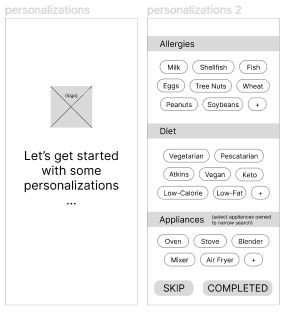 personalizations
personalizations 2
(logo)
Let's get started
with some
personalizations
...
Allergies
Milk Shellfish Fish
Eggs Tree Nuts Wheat
Peanuts Soybeans +
Diet
Vegetarian Pescatarian
Atkins Vegan Keto
Low-Calorie Low-Fat +
Appliances (select appliances owned
to narrow search)
Oven Stove Blender
Mixer Air Fryer +
SKIP COMPLETED